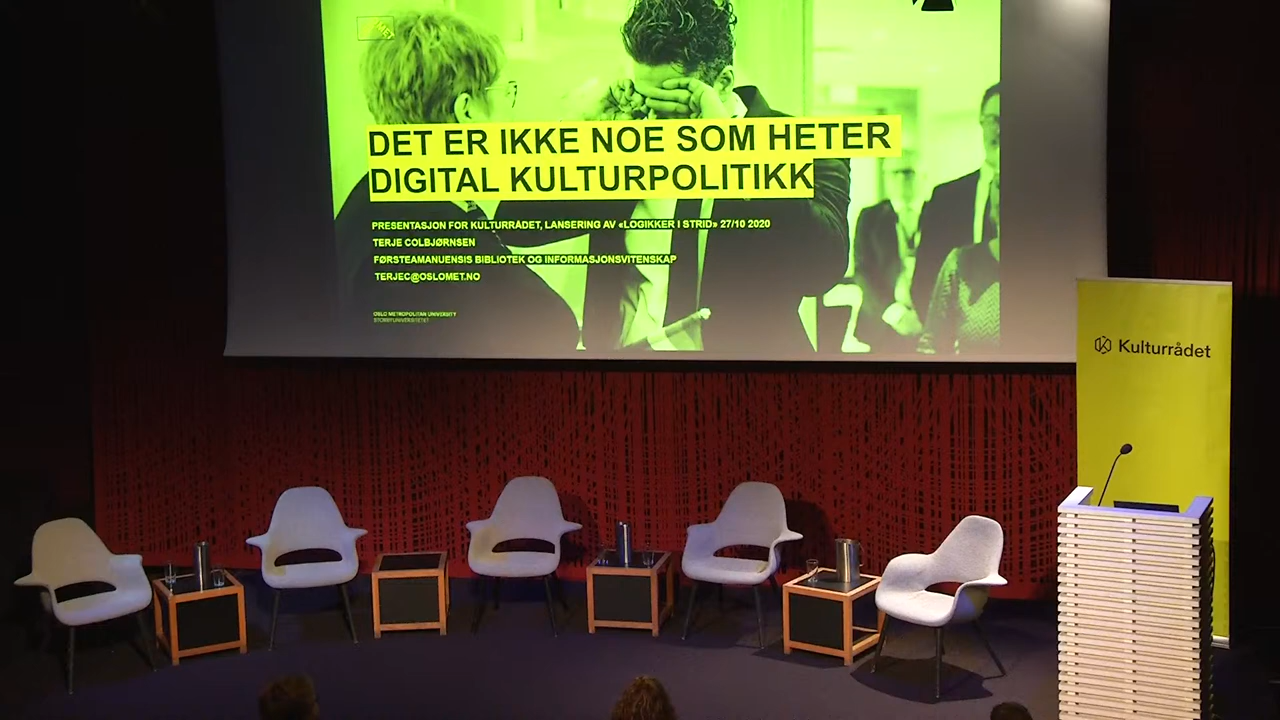 DET ER IKKE NOE SOM HETER
DIGITAL KULTURPOLITIKK
PRESENTASJON FOR KULTURRÅDET, LANSERING AV «LOGIKKER I STRID» 27/10 2020
TERJE COLBJØRNSEN
FØRSTEAMANUENSIS BIBLIOTEK OG INFORMASJONSVITENSKAP
TERJEC@OSLOMET.NO
OSLO METROPOLITAN UNIVERSITY
STORBYUNIVERSITETET
Kulturrådet